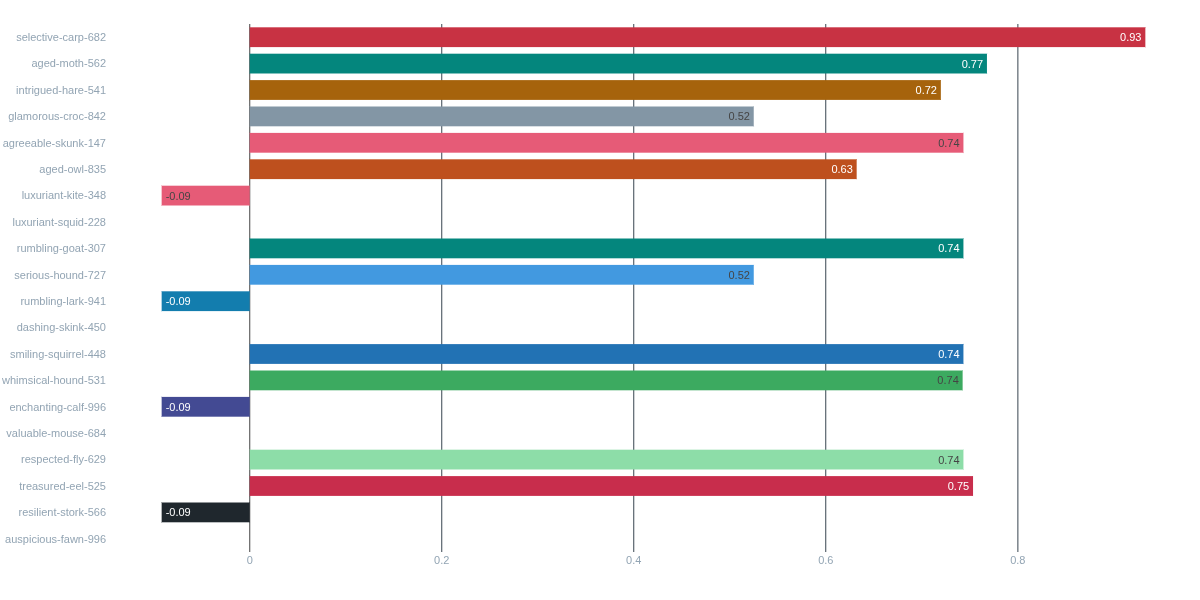 selective-carp-682 0.93
aged-moth-562 0.77
intrigued-hare-541 0.72
glamorous-croc-842 0.52
agreeable-skunk-147 0.74
aged-owl-835 0.63
luxuriant-kite-348 -0.09
luxuriant-squid-228
rumbling-goat-307 0.74
serious-hound-727 0.52
rumbling-lark-941 -0.09
dashing-skink-450
smiling-squirrel-448 0.74
whimsical-hound-531 0.74
enchanting-calf-996 -0.09
valuable-mouse-684
respected-fly-629 0.74
treasured-eel-525 0.75
resilient-stork-566 -0.09
auspicious-fawn-996
0 0.2 0.4 0.6 0.8